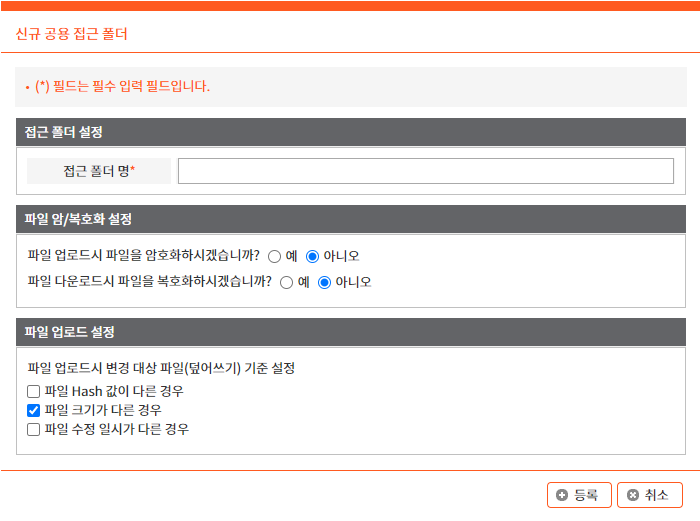 신규 공용 접근 폴더
• (*) 필드는 필수 입력 필드입니다.
접근 폴더 설정
접근 폴더 명*
파일 암/복호화 설정
파일 업로드시 파일을 암호화하시겠습니까? 예 아니오
파일 다운로드시 파일을 복호화하시겠습니까? 예 아니오
파일 업로드 설정
파일 업로드시 변경 대상 파일(덮어쓰기) 기준 설정
파일 Hash 값이 다른 경우
파일 크기가 다른 경우
파일 수정 일시가 다른 경우
등록 취소